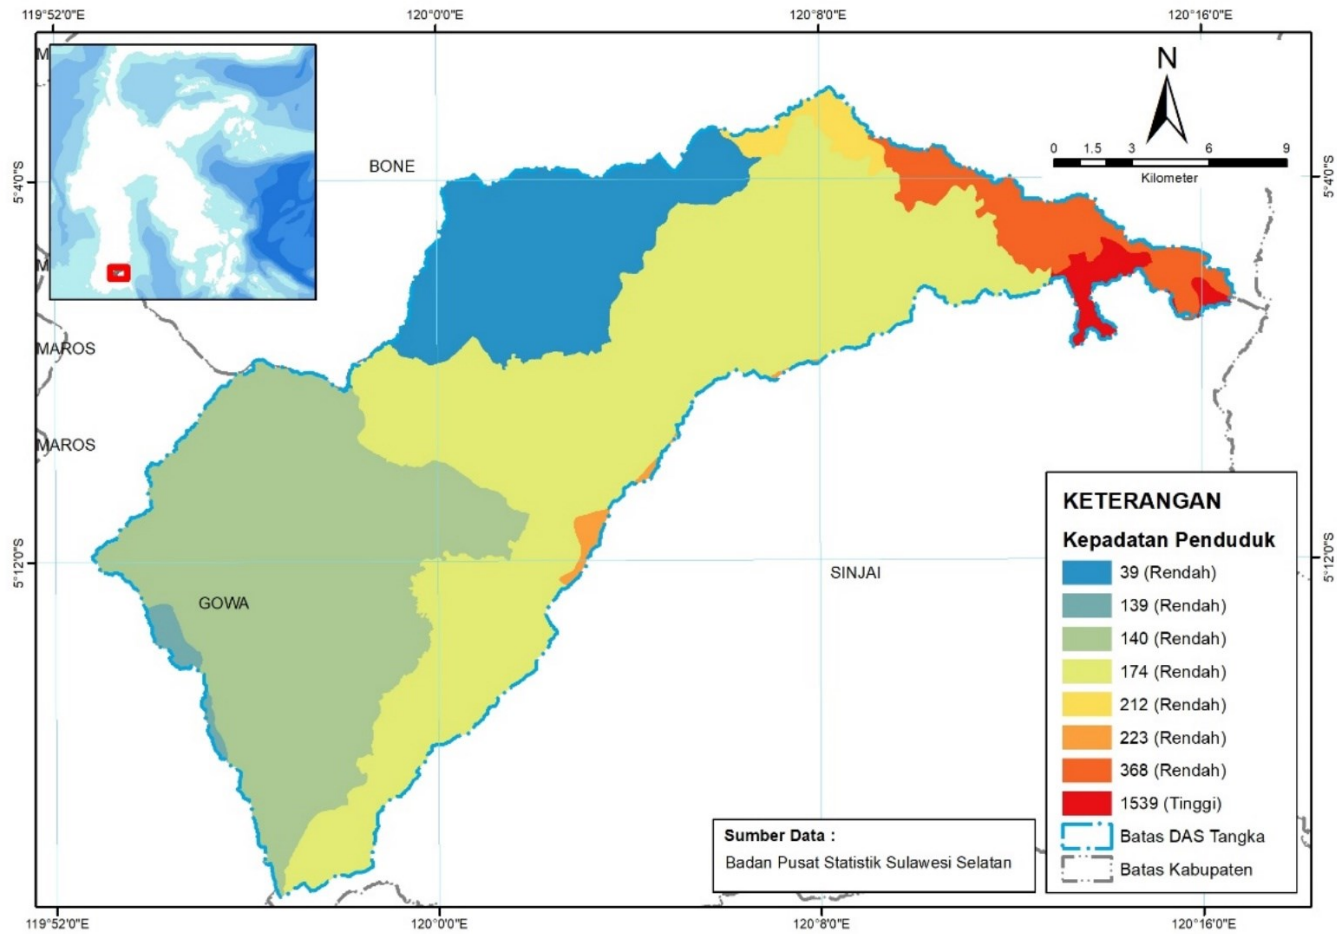 119°52'0"E
120°0'0"E
120°8'0"E
120°16'0"E
M
N
0 1.5 3 6 9
Kilometer
BONE
5°4'0"S
5°4'0"S
M
MAROS
MAROS
KETERANGAN
Kepadatan Penduduk
39 (Rendah)
139 (Rendah)
140 (Rendah)
174 (Rendah)
212 (Rendah)
223 (Rendah)
368 (Rendah)
1539 (Tinggi)
Batas DAS Tangka
Batas Kabupaten
5°12'0"S
5°12'0"S
SINJAI
GOWA
Sumber Data :
Badan Pusat Statistik Sulawesi Selatan
119°52'0"E
120°0'0"E
120°8'0"E
120°16'0"E